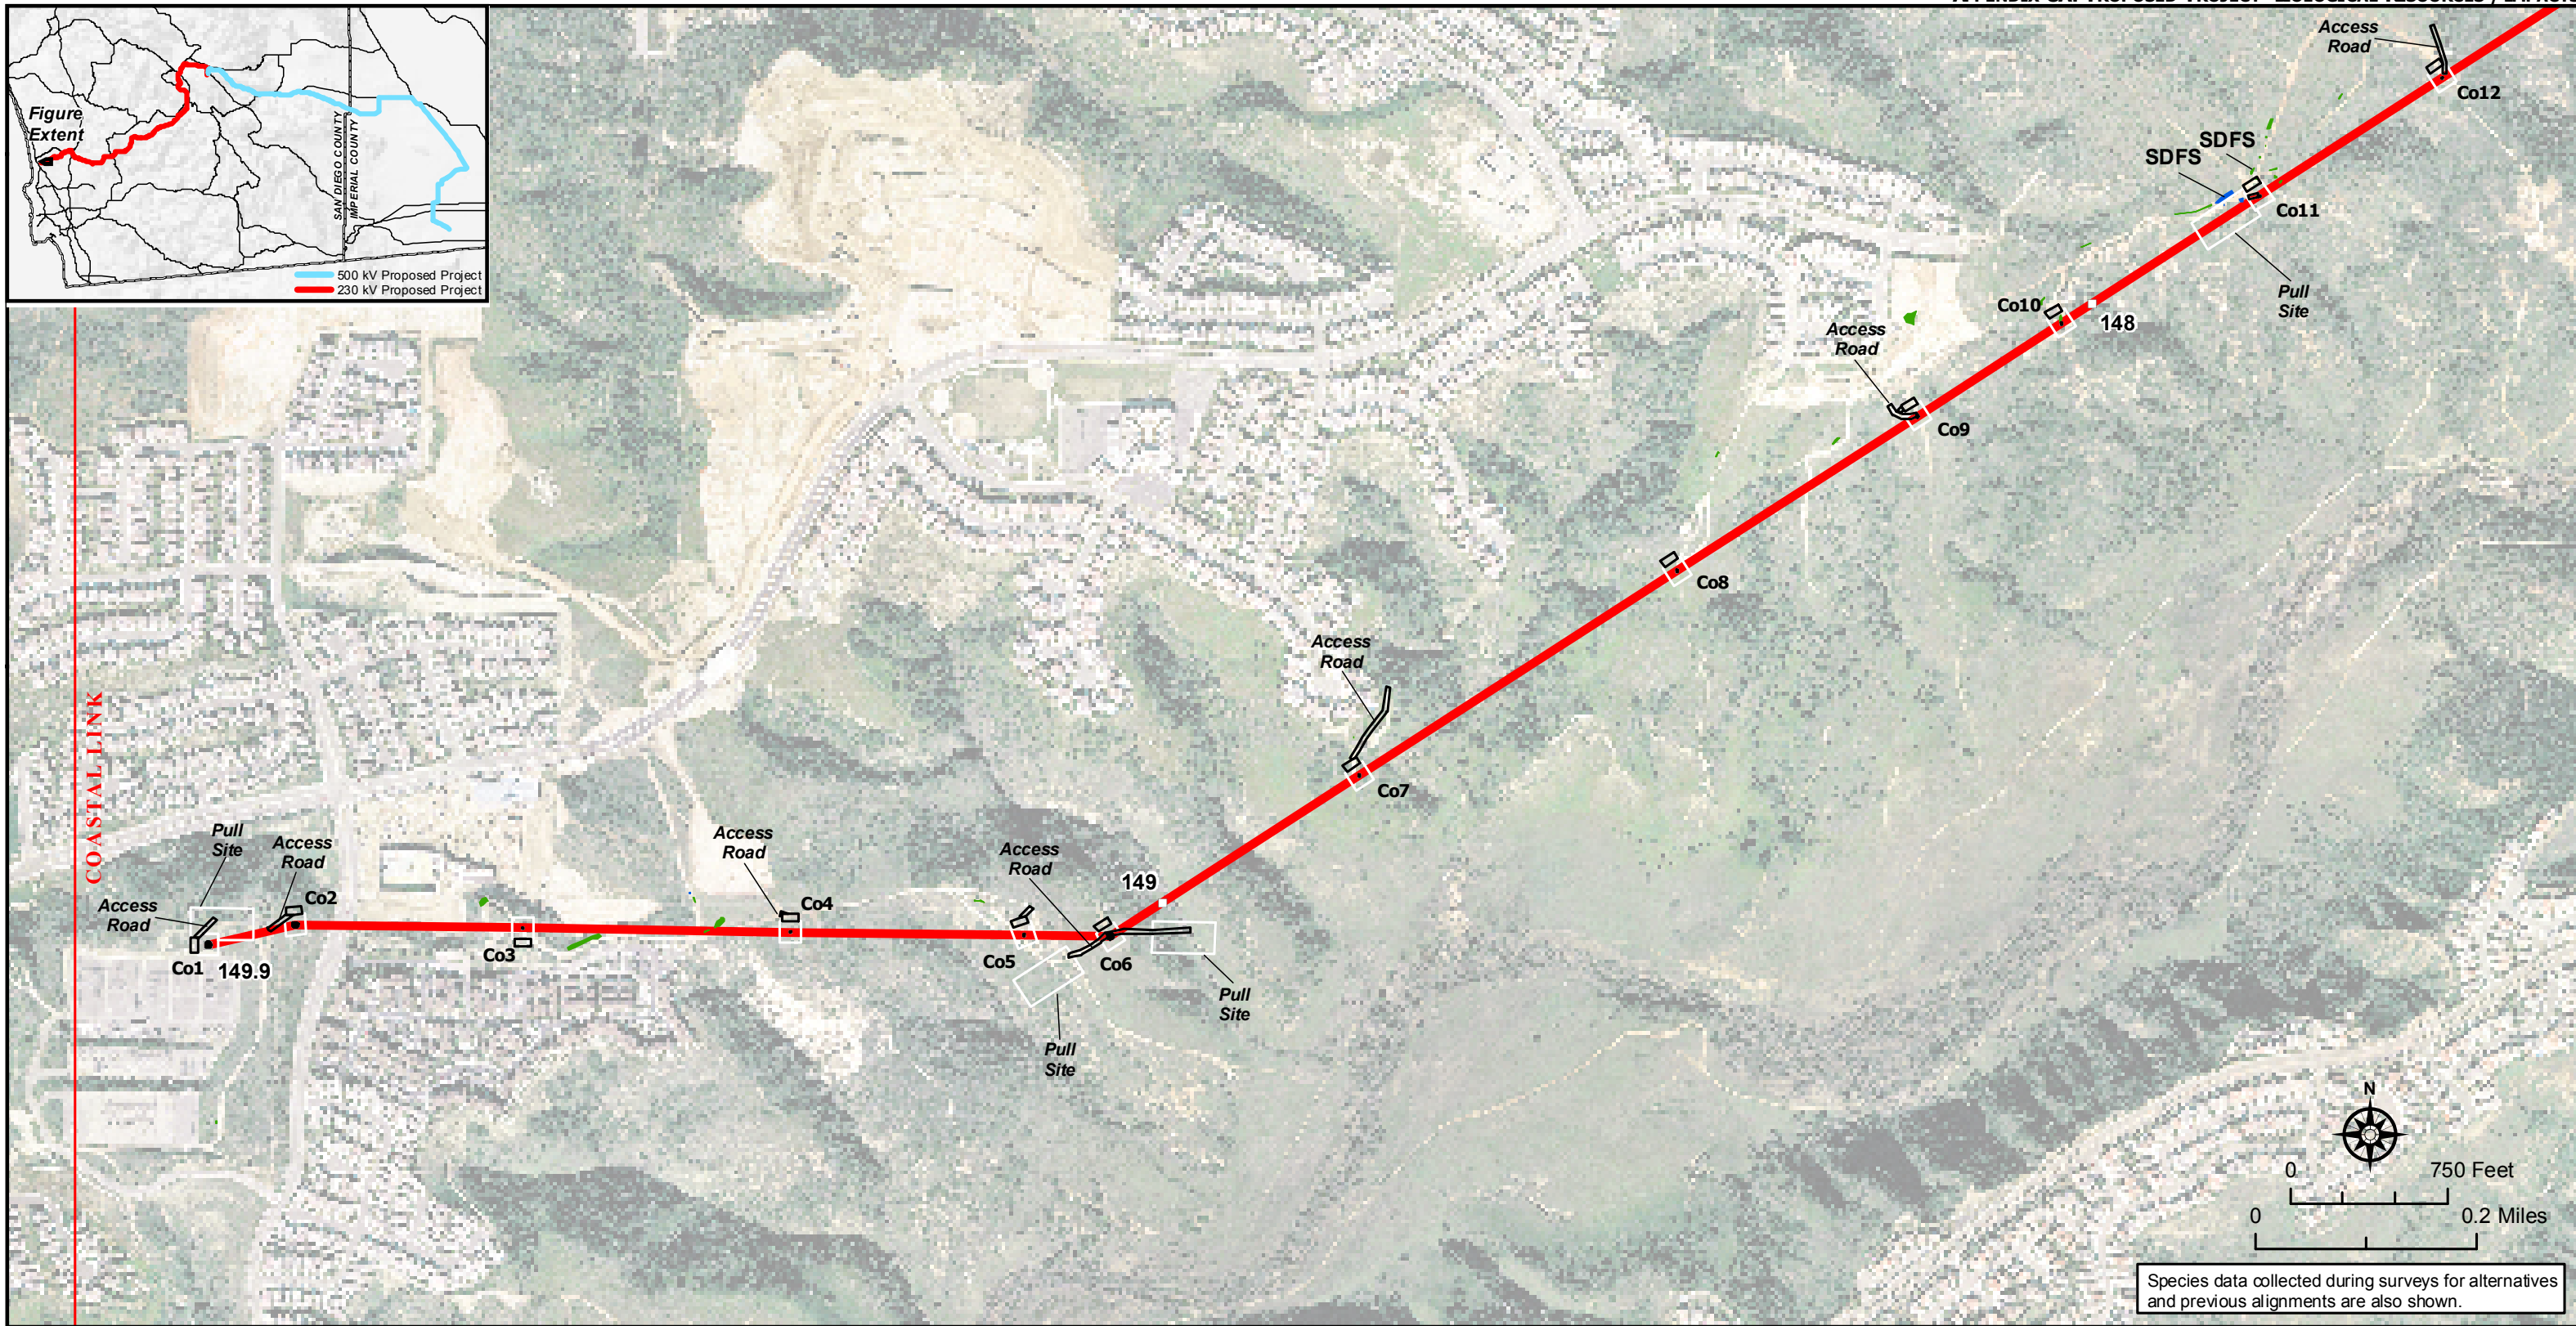 Figure
Extent
SAN DIEGO COUNTY
IMPERIAL COUNTY
500 kV Proposed Project
230 kV Proposed Project
Access
Road
Co12
SDFS
SDFS
Co11
Pull
Site
Co10
148
Access
Road
Co9
Co8
Access
Road
Co7
COASTAL LINK
Pull
Site
Access
Road
Co2
Access
Road
Co1
149.9
Co3
Access
Road
Co4
Access
Road
149
Co5
Co6
Pull
Site
Pull
Site
N
0
750 Feet
0
0.2 Miles
Species data collected during surveys for alternatives
and previous alignments are also shown.